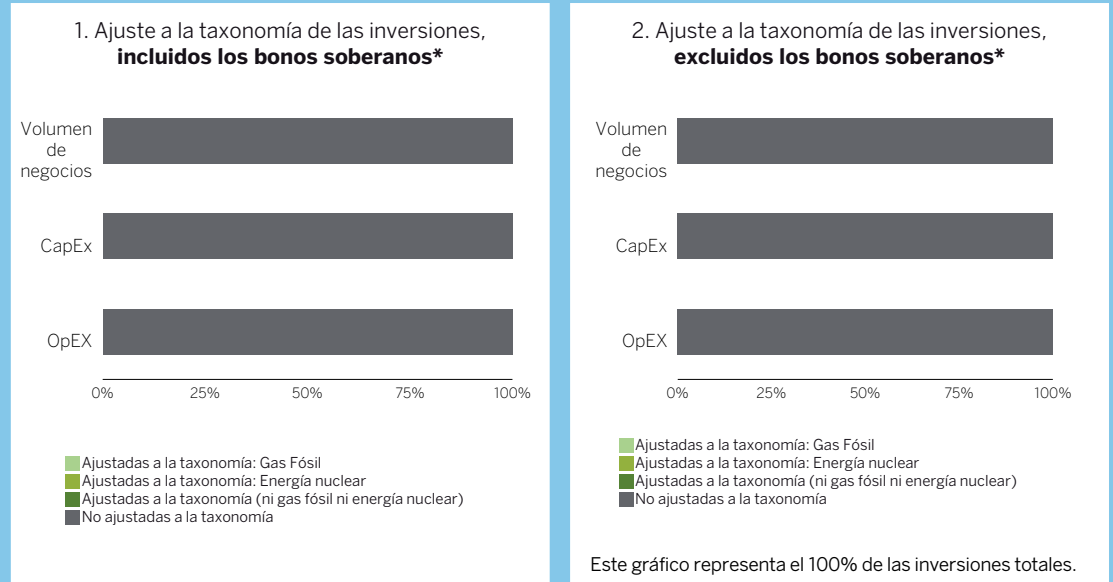 1. Ajuste a la taxonomía de las inversiones,
incluidos los bonos soberanos*
Volumen
de
negocios
CapEx
OpEX
0% 25% 50% 75% 100%
Ajustadas a la taxonomía: Gas Fósil
Ajustadas a la taxonomía: Energía nuclear
Ajustadas a la taxonomía (ni gas fósil ni energía nuclear)
No ajustadas a la taxonomía
2. Ajuste a la taxonomía de las inversiones,
excluidos los bonos soberanos*
Volumen
de
negocios
CapEx
OpEX
0% 25% 50% 75% 100%
Ajustadas a la taxonomía: Gas Fósil
Ajustadas a la taxonomía: Energía nuclear
Ajustadas a la taxonomía (ni gas fósil ni energía nuclear)
No ajustadas a la taxonomía
Este gráfico representa el 100% de las inversiones totales.